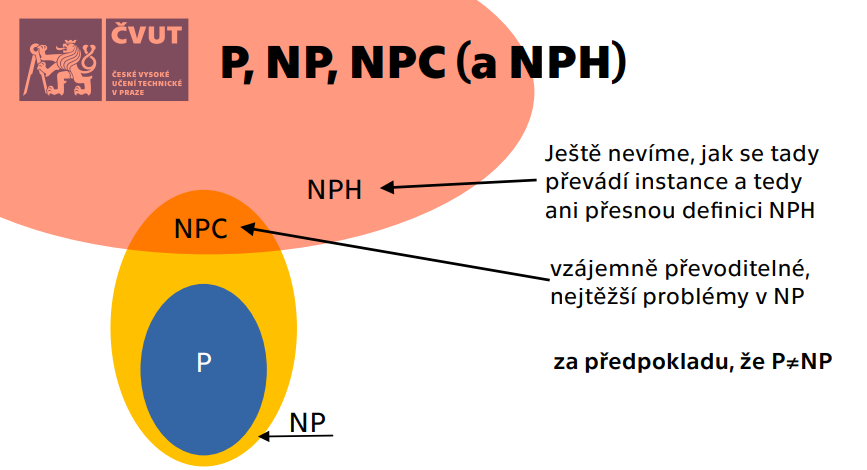 ČVUT
ČESKÉ VYSOKÉ
UČENÍ TECHNICKÉ
V PRAZE
P, NP, NPC (a NPH)
Ještě nevíme, jak se tady
převádí instance a tedy
ani přesnou definici NPH
NPH
NPC
vzájemně převoditelné,
nejtěžší problémy v NP
za předpokladu, že P≠NP
P
NP